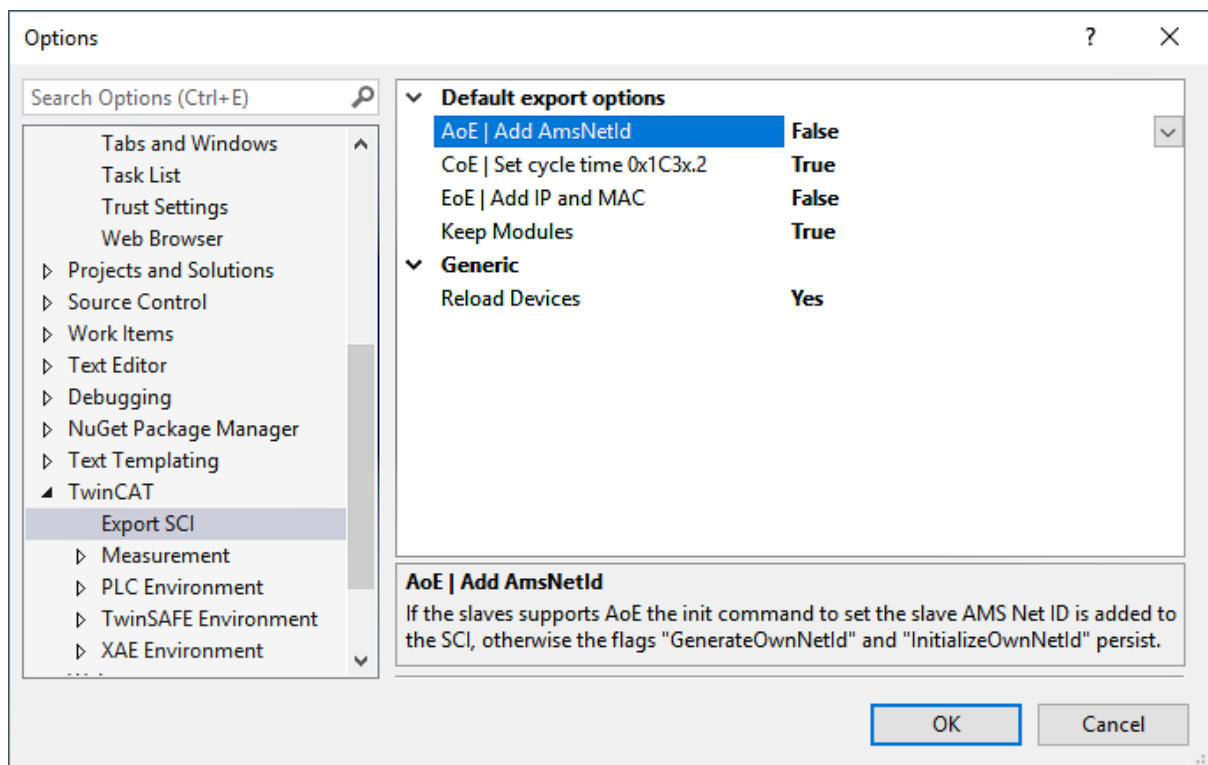 Options
?
Search Options (Ctrl+E)
Tabs and Windows
Task List
Trust Settings
Web Browser
Projects and Solutions
Source Control
Work Items
Text Editor
Debugging
NuGet Package Manager
Text Templating
TwinCAT
Export SCI
Measurement
PLC Environment
TwinSAFE Environment
XAE Environment
Default export options
AoE | Add AmsNetId False
CoE | Set cycle time 0x1C3x.2 True
EoE | Add IP and MAC False
Keep Modules True
Generic
Reload Devices Yes
AoE | Add AmsNetId
If the slaves supports AoE the init command to set the slave AMS Net ID is added to
the SCI, otherwise the flags "GenerateOwnNetId" and "InitializeOwnNetId" persist.
OK
Cancel